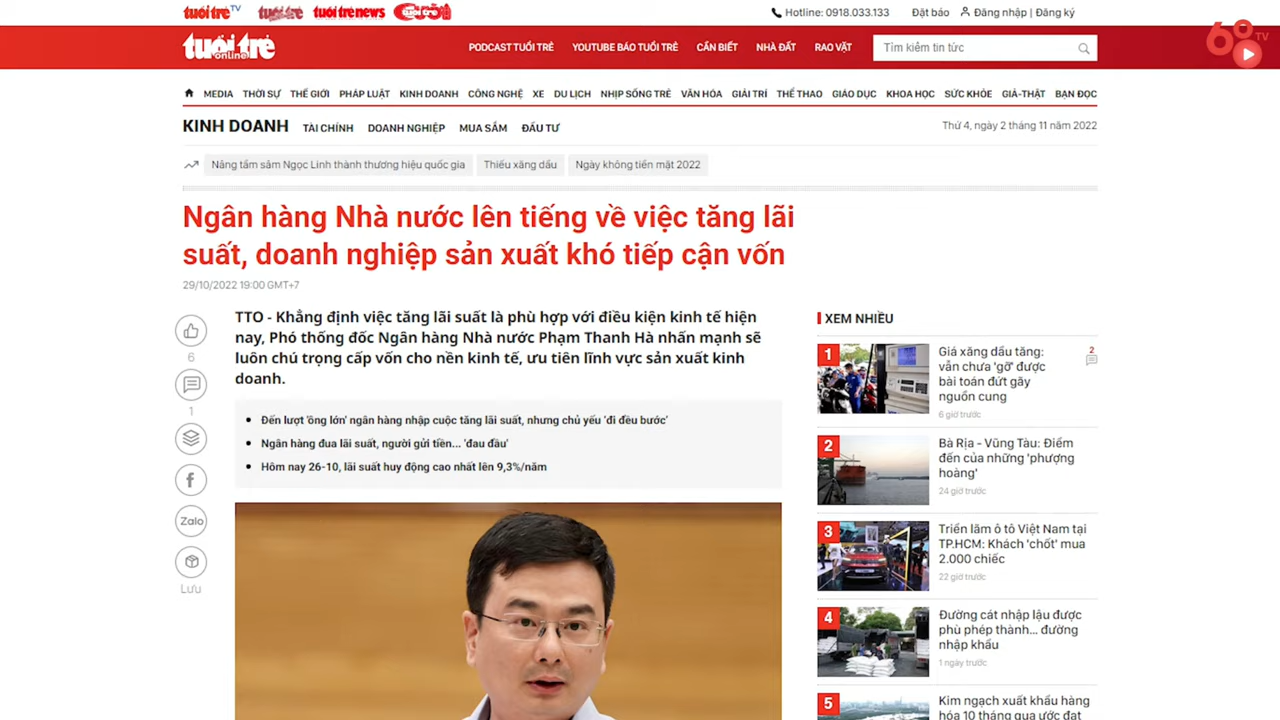 tuổi trẻ TV
tuổi trẻ
tuổi trẻ news
tuổi trẻ Cười
Hotline: 0918.033.133
Đặt báo
Đăng nhập | Đăng ký
tuổi trẻ
online
PODCAST TUỔI TRẺ
YOUTUBE BÁO TUỔI TRẺ
CẦN BIẾT
NHÀ ĐẤT
RAO VẶT
Tìm kiếm tin tức
60 TV
MEDIA THỜI SỰ THẾ GIỚI PHÁP LUẬT KINH DOANH CÔNG NGHỆ XE DU LỊCH NHỊP SỐNG TRẺ VĂN HÓA GIẢI TRÍ THỂ THAO GIÁO DỤC KHOA HỌC SỨC KHỎE GIẢ-THẬT BẠN ĐỌC
KINH DOANH TÀI CHÍNH DOANH NGHIỆP MUA SẮM ĐẦU TƯ
Thứ 4, ngày 2 tháng 11 năm 2022
Nâng tầm sâm Ngọc Linh thành thương hiệu quốc gia
Thiếu xăng dầu
Ngày không tiền mặt 2022
Ngân hàng Nhà nước lên tiếng về việc tăng lãi
suất, doanh nghiệp sản xuất khó tiếp cận vốn
29/10/2022 19:00 GMT+7
6
1
Zalo
Lưu
TTO - Khẳng định việc tăng lãi suất là phù hợp với điều kiện kinh tế hiện
nay, Phó thống đốc Ngân hàng Nhà nước Phạm Thanh Hà nhấn mạnh sẽ
luôn chú trọng cấp vốn cho nền kinh tế, ưu tiên lĩnh vực sản xuất kinh
doanh.
Đến lượt 'ông lớn' ngân hàng nhập cuộc tăng lãi suất, nhưng chủ yếu 'đi đều bước'
Ngân hàng đua lãi suất, người gửi tiền... 'đau đầu'
Hôm nay 26-10, lãi suất huy động cao nhất lên 9,3%/năm
XEM NHIỀU
1
Giá xăng dầu tăng:
vẫn chưa 'gỡ' được
bài toán đứt gãy
nguồn cung
6 giờ trước
2
2
Bà Rịa - Vũng Tàu: Điểm
đến của những 'phượng
hoàng'
24 giờ trước
3
Triển lãm ô tô Việt Nam tại
TP.HCM: Khách 'chốt' mua
2.000 chiếc
22 giờ trước
4
Đường cát nhập lậu được
phù phép thành... đường
nhập khẩu
1 ngày trước
5
Kim ngạch xuất khẩu hàng
hóa 10 tháng qua ước đạt